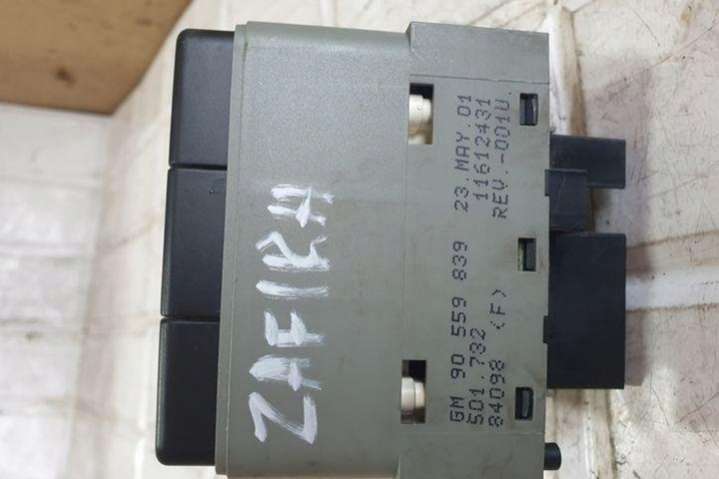 ZAFIRA
GM 90 559 839 23.MAY.01
501.782 11612431
84098 (F) REV.-001U.